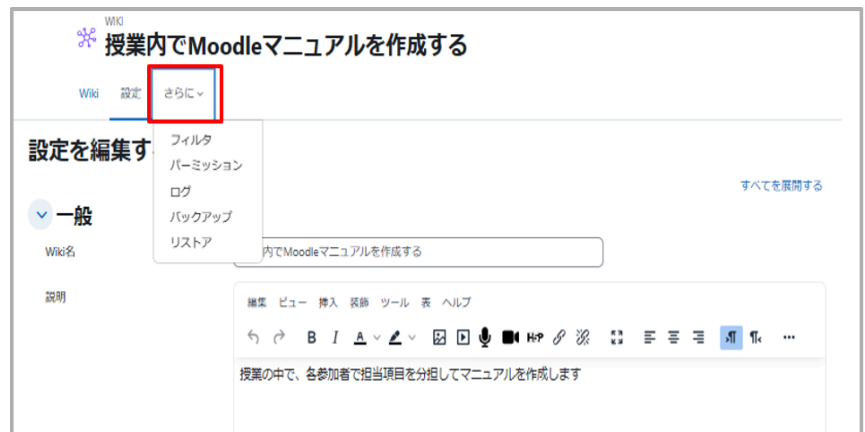 WIKI
授業内でMoodleマニュアルを作成する
Wiki 設定 さらに
フィルタ
パーミッション
ログ
バックアップ
リストア
設定を編集す
すべてを展開する
一般
Wiki名
内でMoodleマニュアルを作成する
説明
編集 ビュー 挿入 装飾 ツール 表 ヘルプ
B I A H5P
授業の中で、各参加者で担当項目を分担してマニュアルを作成します